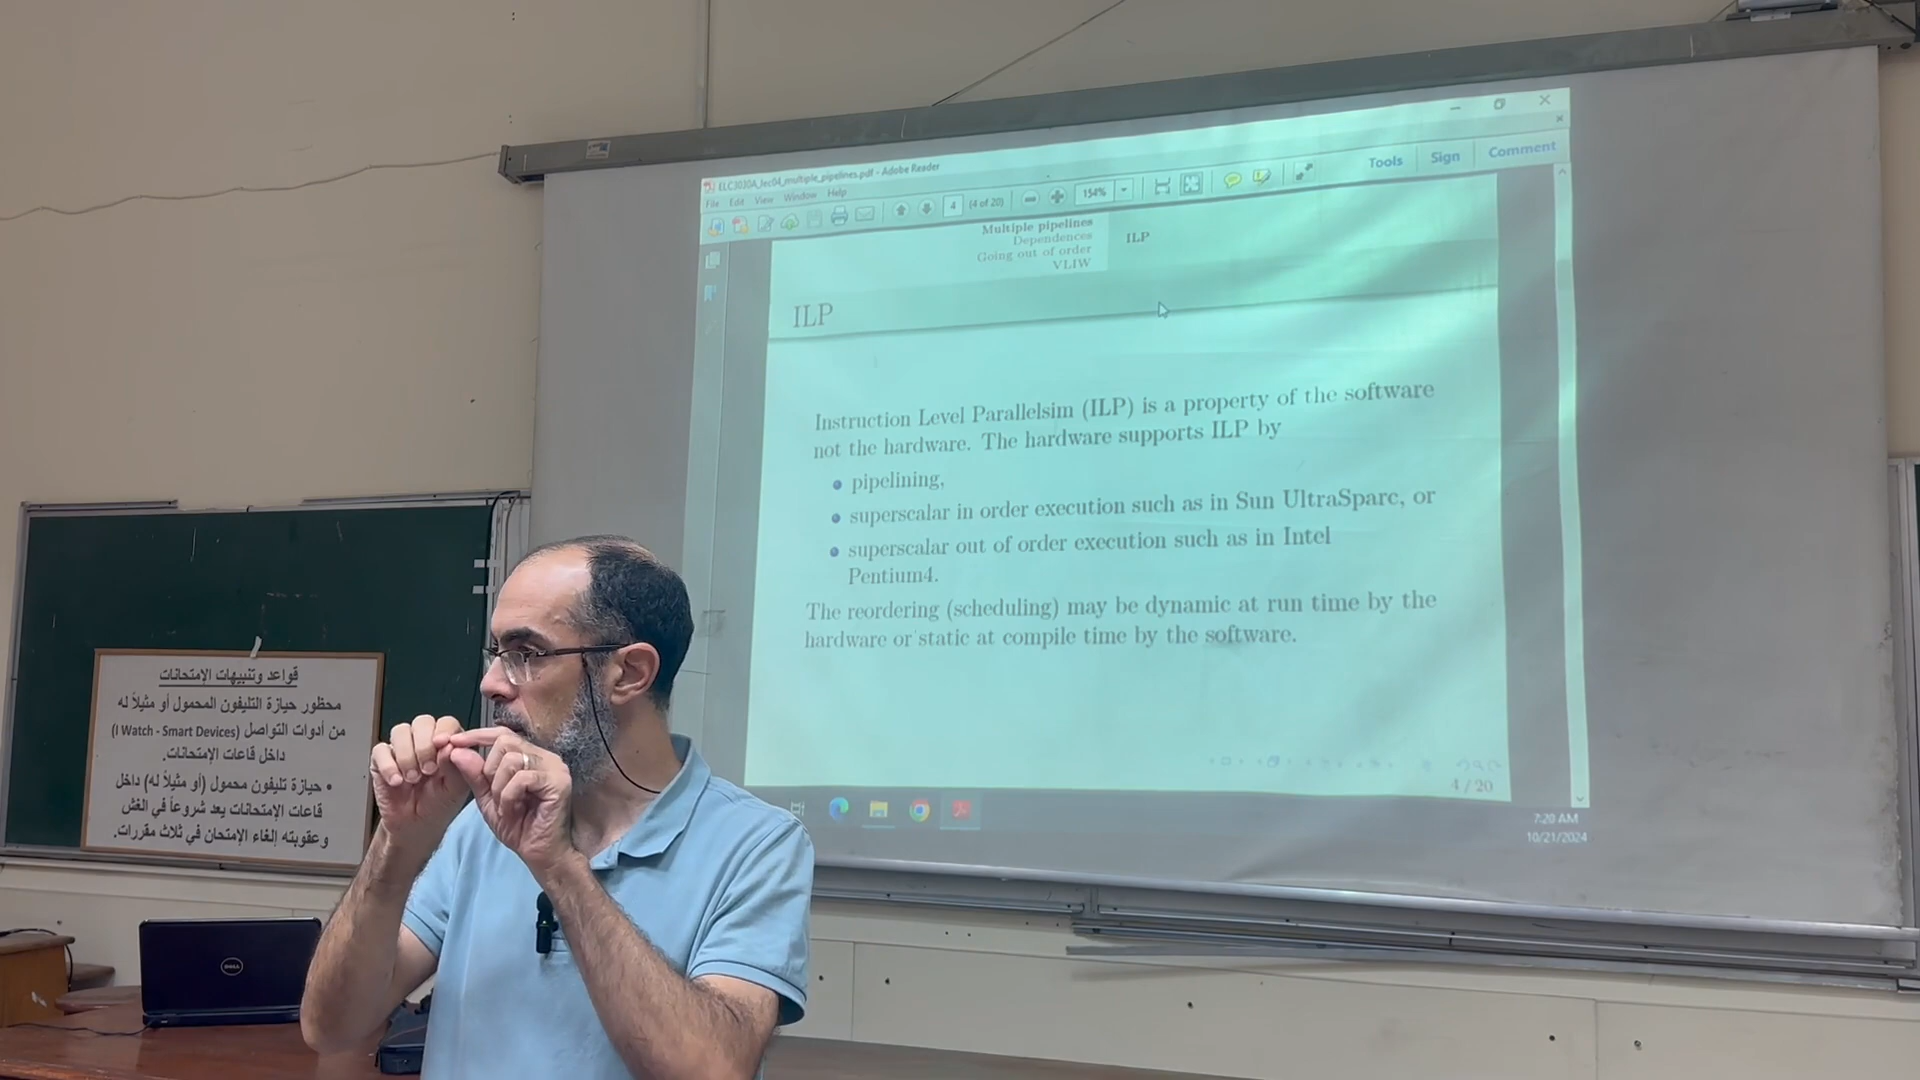 ELC3030A_lec04_multiple_pipelines.pdf - Adobe Reader
File Edit View Window Help
4 (4 of 20) 154% Tools Sign Comment
Multiple pipelines
Dependences
Going out of order
VLIW
ILP
ILP
Instruction Level Parallelsim (ILP) is a property of the software
not the hardware. The hardware supports ILP by
pipelining,
superscalar in order execution such as in Sun UltraSparc, or
superscalar out of order execution such as in Intel
Pentium4.
The reordering (scheduling) may be dynamic at run time by the
hardware or static at compile time by the software.
4 / 20
7:20 AM
10/21/2024
قواعد وتنبيهات الإمتحانات
محظور حيازة التليفون المحمول أو مثيلاً له
من أدوات التواصل (I Watch - Smart Devices)
داخل قاعات الإمتحانات.
• حيازة تليفون محمول (أو مثيلاً له) داخل
قاعات الإمتحانات يعد شروعاً في الغش
وعقوبته إلغاء الإمتحان في ثلاث مقررات.
DELL